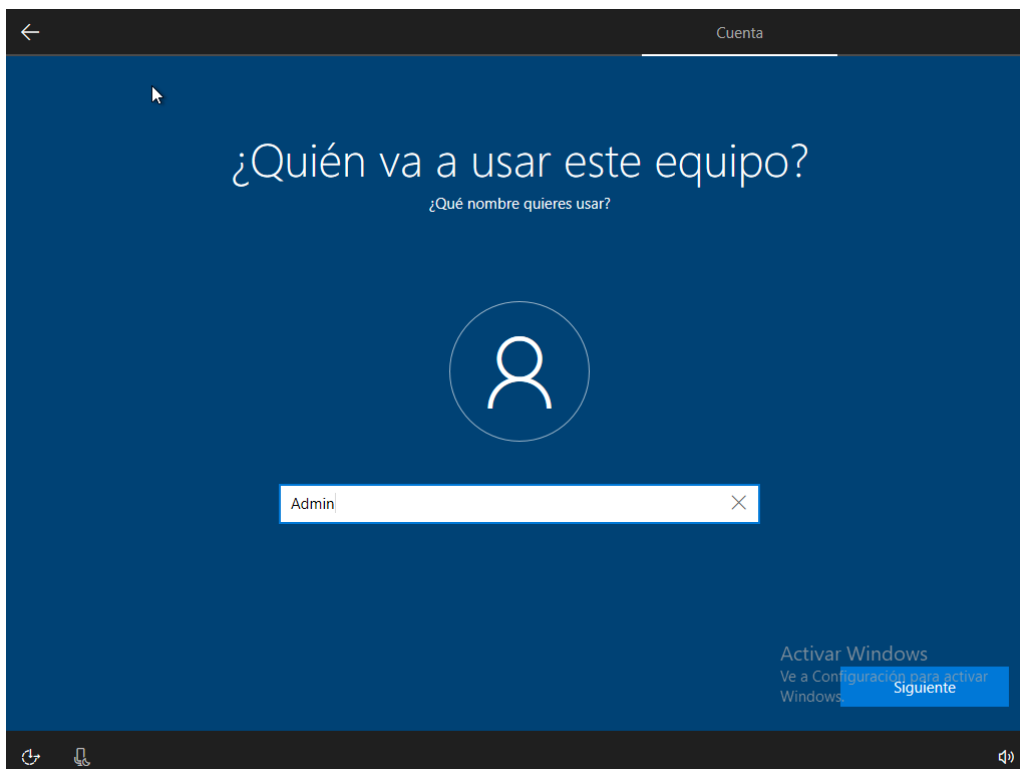 Cuenta
¿Quién va a usar este equipo?
¿Qué nombre quieres usar?
Admin
Activar Windows
Ve a Configuración para activar
Windows.
Siguiente